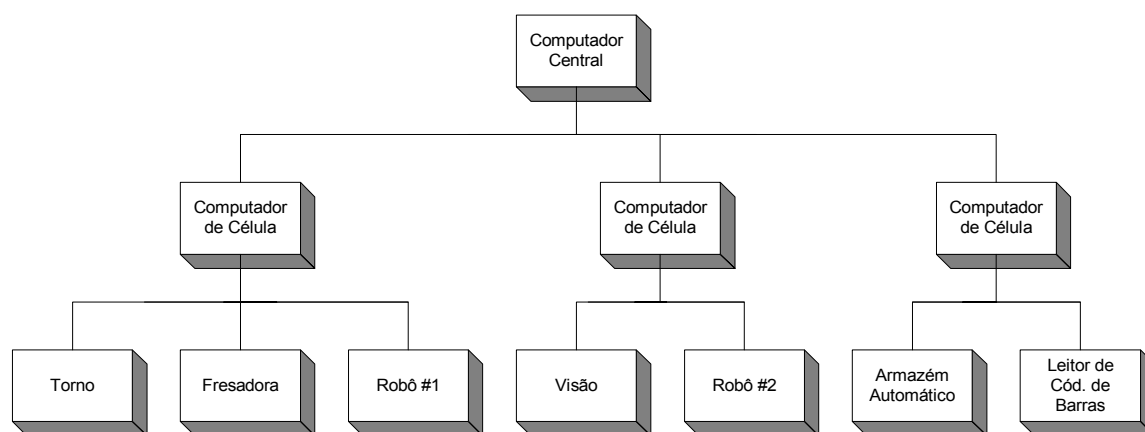 Computador
Central
Computador
de Célula
Computador
de Célula
Computador
de Célula
Torno
Fresadora
Robô #1
Visão
Robô #2
Armazém
Automático
Leitor de
Cód. de
Barras